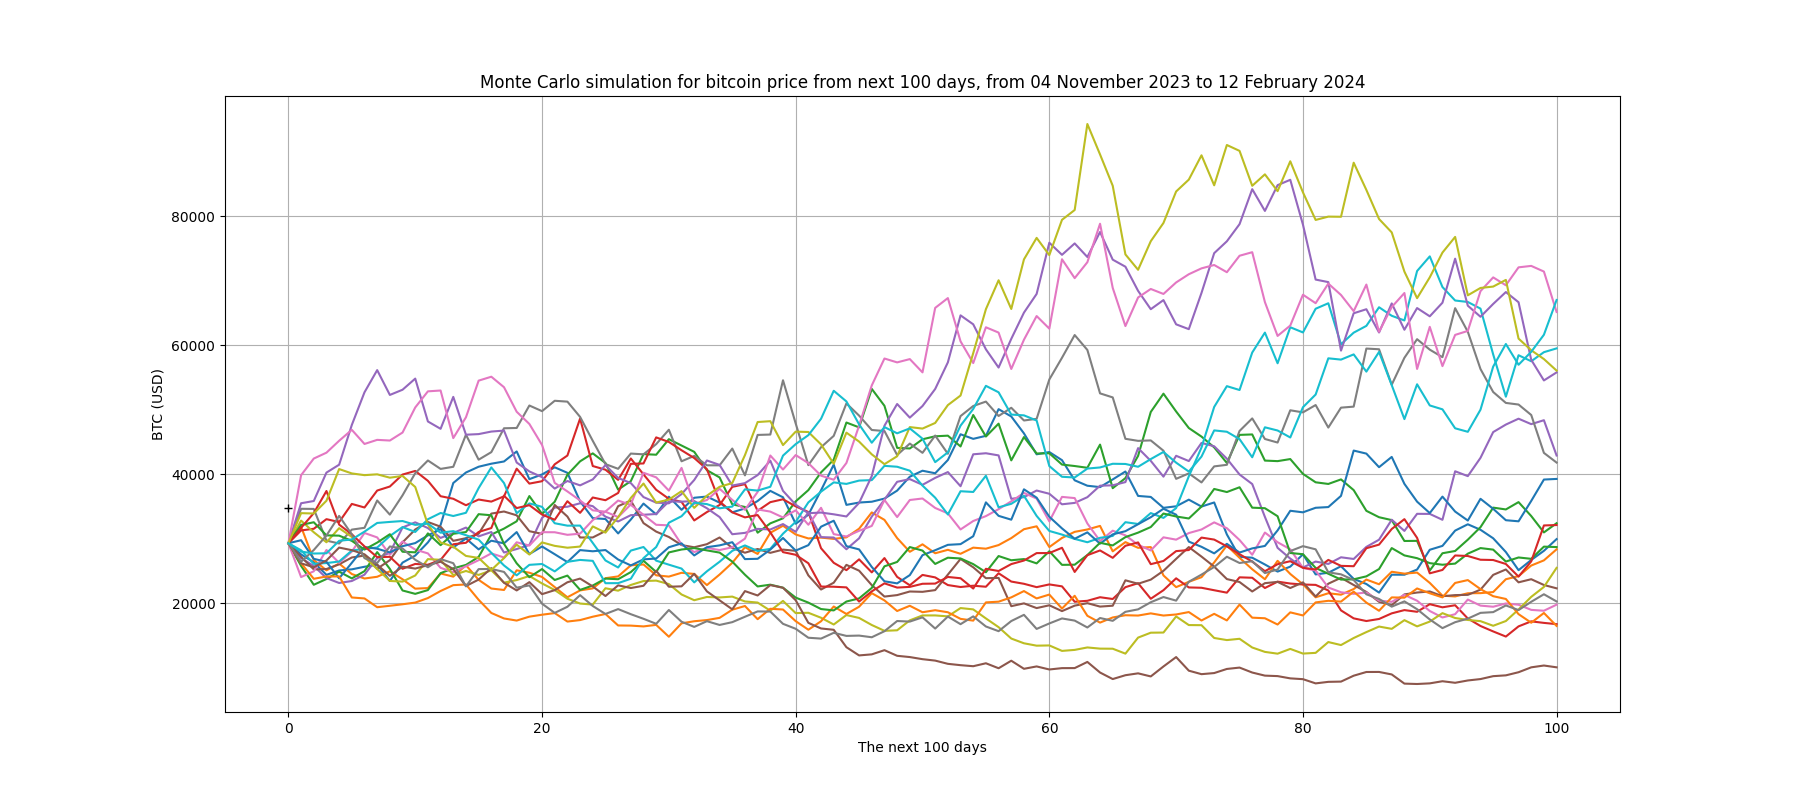 Monte Carlo simulation for bitcoin price from next 100 days, from 04 November 2023 to 12 February 2024
BTC (USD)
80000
60000
40000
20000
0 20 40 60 80 100
The next 100 days